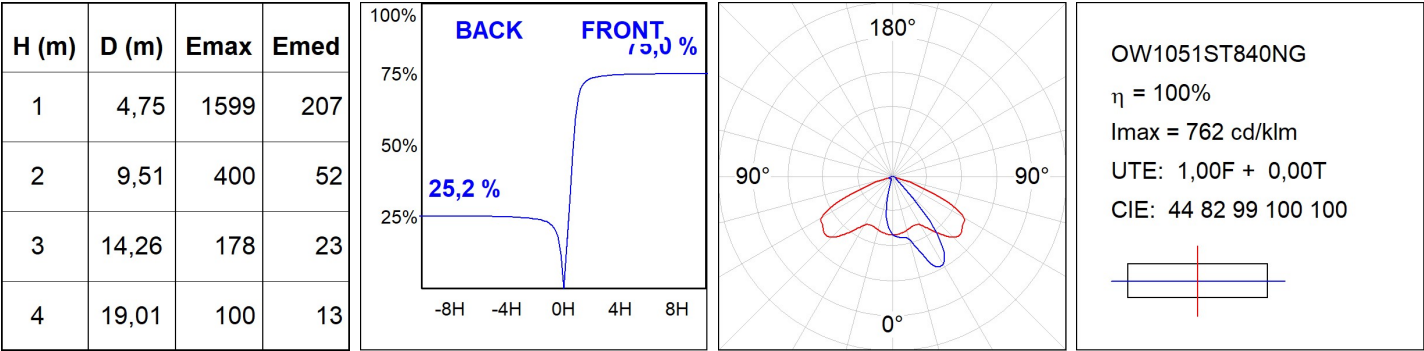 H (m) D (m) Emax Emed
1 4,75 1599 207
2 9,51 400 52
3 14,26 178 23
4 19,01 100 13
100%
BACK FRONT
75,0 %
75%
50%
25,2 %
25%
-8H -4H 0H 4H 8H
180°
90° 90°
0°
OW1051ST840NG
η = 100%
Imax = 762 cd/klm
UTE: 1,00F + 0,00T
CIE: 44 82 99 100 100